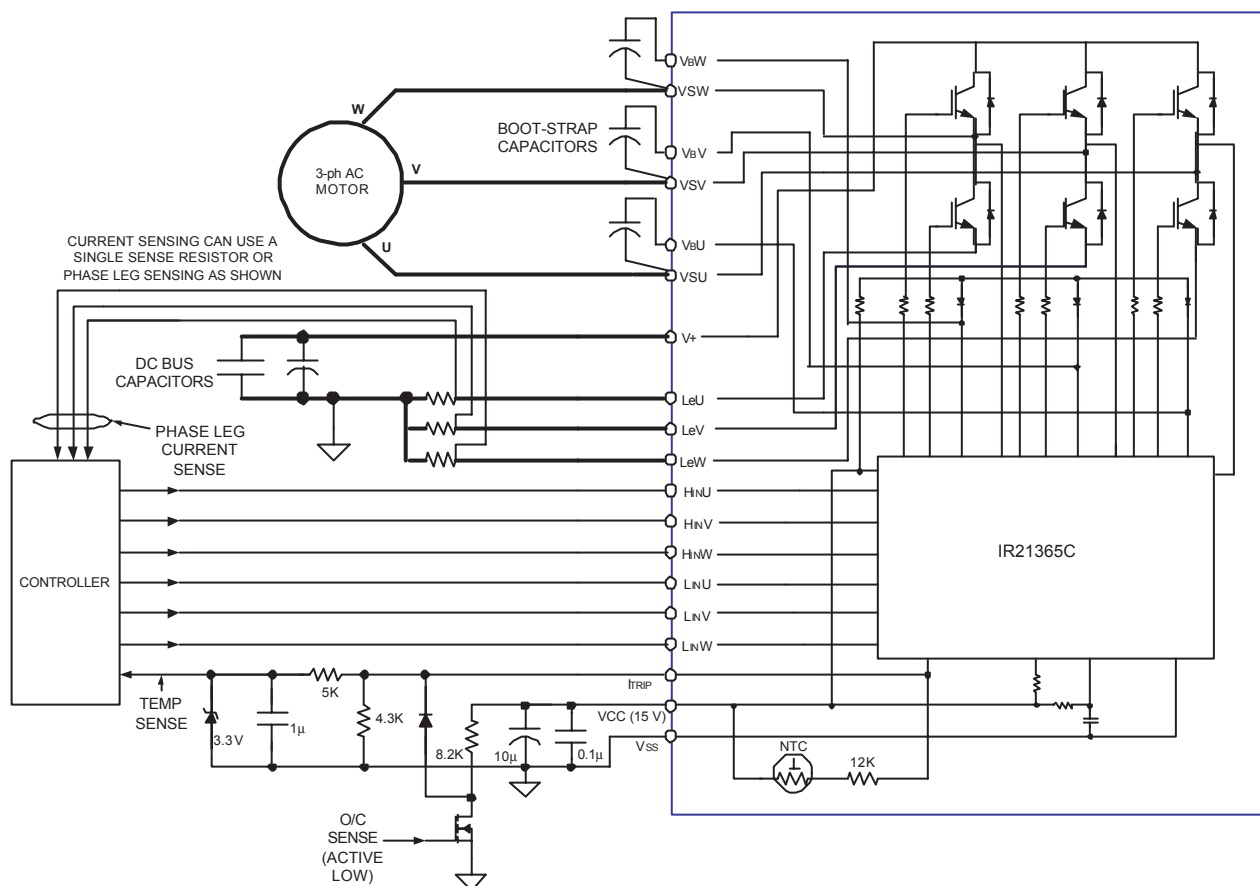 VBW
VSW
W
BOOT-STRAP
CAPACITORS
VBV
3-ph AC
MOTOR
V
VSV
CURRENT SENSING CAN USE A
SINGLE SENSE RESISTOR OR
PHASE LEG SENSING AS SHOWN
U
VBU
VSU
V+
DC BUS
CAPACITORS
LeU
PHASE LEG
CURRENT
SENSE
LeV
LeW
HINU
HINV
HINW
IR21365C
CONTROLLER
LINU
LINV
LINW
ITRIP
TEMP
SENSE
5K
4.3K
1µ
3.3V
8.2K
10µ
0.1µ
VCC (15 V)
VSS
NTC
12K
O/C
SENSE
(ACTIVE
LOW)